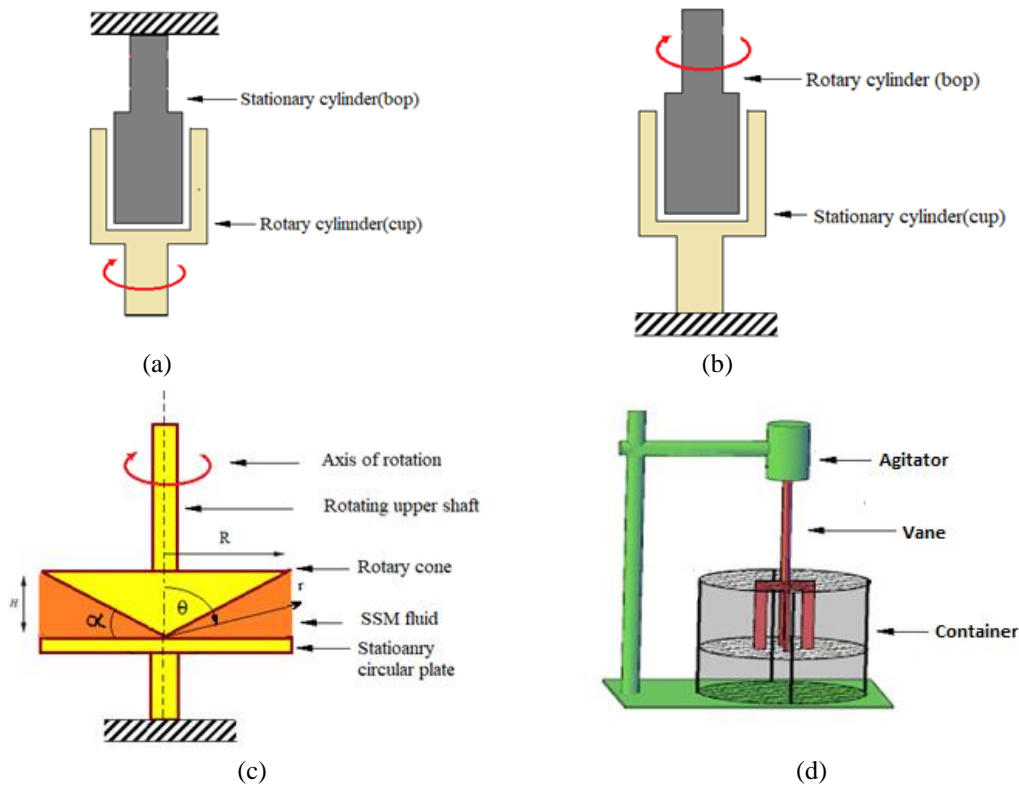 Stationary cylinder(bop)
Rotary cylinnder(cup)
(a)
Rotary cylinder (bop)
Stationary cylinder(cup)
(b)
Axis of rotation
Rotating upper shaft
R
Rotary cone
r
θ
H
SSM fluid
α
Statioanry
circular plate
(c)
Agitator
Vane
Container
(d)